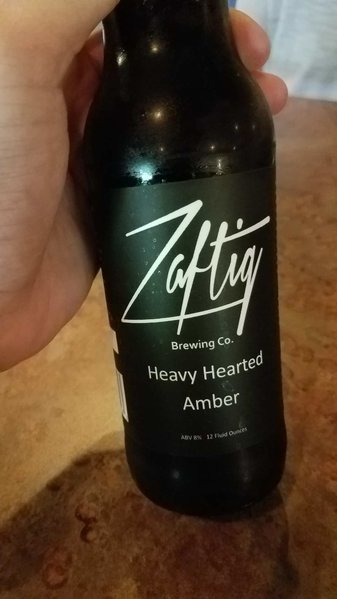 Zaftig
Brewing Co.
Heavy Hearted
Amber
ABV 8% 12 Fluid Ounces